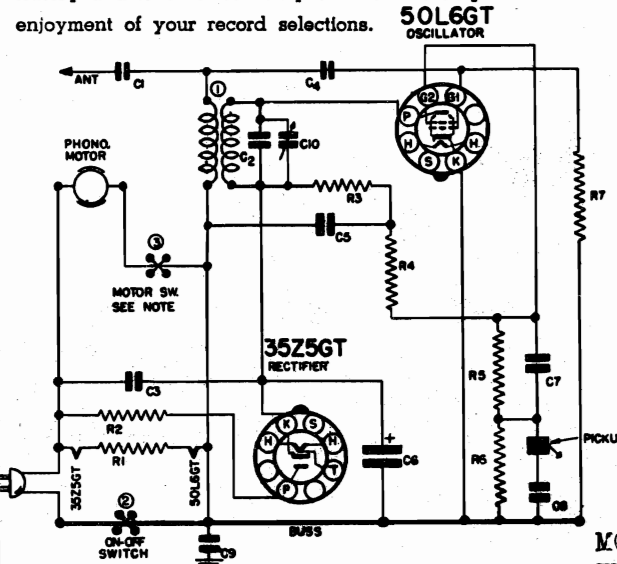 enjoyment of your record selections.
50L6GT
OSCILLATOR
ANT
C1
C4
①
G2
G1
P
H
H
S
K
PHONO.
MOTOR
C2
C10
R3
R7
C5
③
R4
MOTOR SW.
SEE NOTE
35Z5GT
RECTIFIER
C3
R5
C7
R2
K
S
H
H
T
P
C6
PICKUP
R1
R6
35Z5GT
50L6GT
C8
②
BUSS
ON-OFF
SWITCH
C9